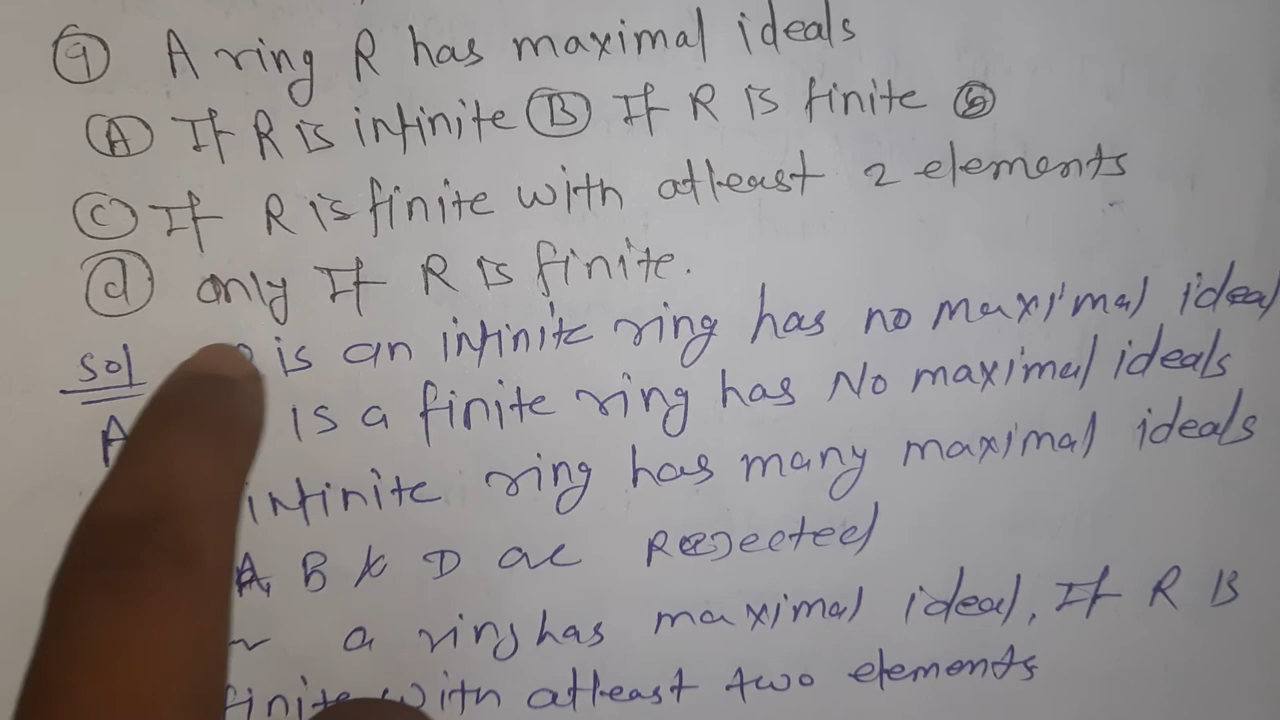 9 A ring R has maximal ideals
A If R is infinite B If R is finite
C If R is finite with atleast 2 elements
d only If R is finite.
Sol is an infinite ring has no maximal ideal
A is a finite ring has No maximal ideals
infinite ring has many maximal ideals
A, B & D are Rejected
a ring has maximal ideal, If R is
finite with atleast two elements